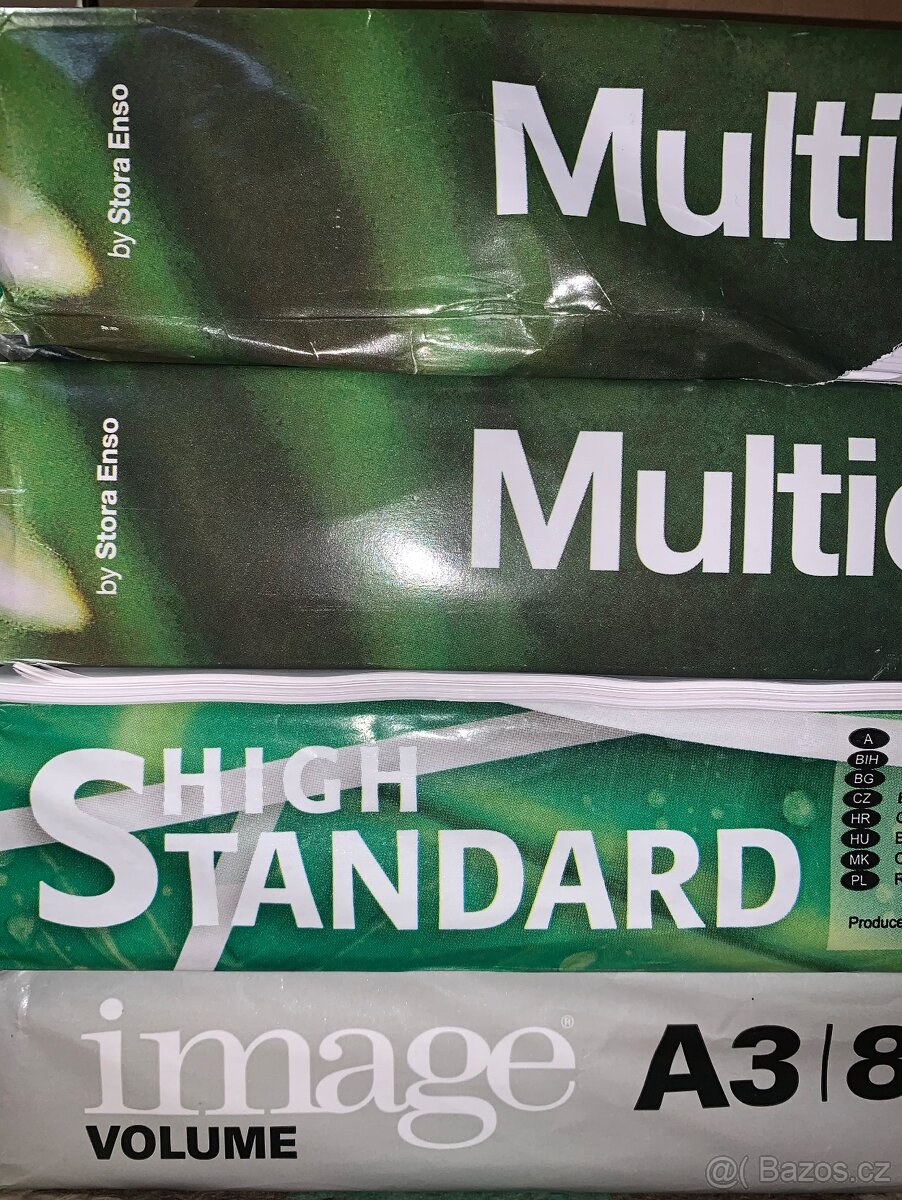 by Stora Enso
Multi
by Stora Enso
Multi
HIGH
STANDARD
A
BIH
BG
CZ
HR
HU
MK
PL
Produce
image®
VOLUME
A3|8
@( Bazos.cz